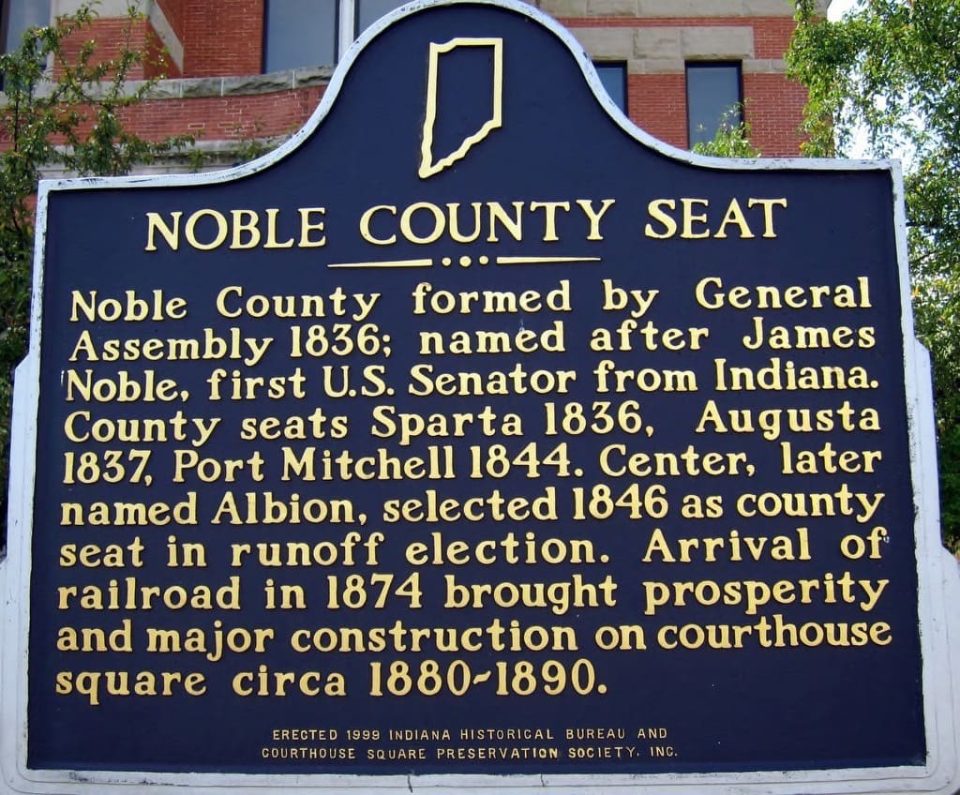 NOBLE COUNTY SEAT
Noble County formed by General
Assembly 1836; named after James
Noble, first U.S. Senator from Indiana.
County seats Sparta 1836, Augusta
1837, Port Mitchell 1844. Center, later
named Albion, selected 1846 as county
seat in runoff election. Arrival of
railroad in 1874 brought prosperity
and major construction on courthouse
square circa 1880-1890.
ERECTED 1999 INDIANA HISTORICAL BUREAU AND
COURTHOUSE SQUARE PRESERVATION SOCIETY, INC.